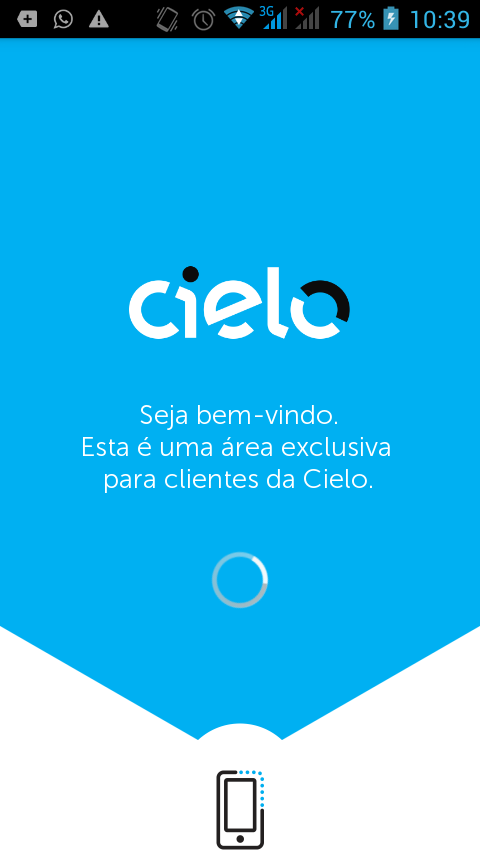 3G 77% 10:39
cielo
Seja bem-vindo.
Esta é uma área exclusiva
para clientes da Cielo.